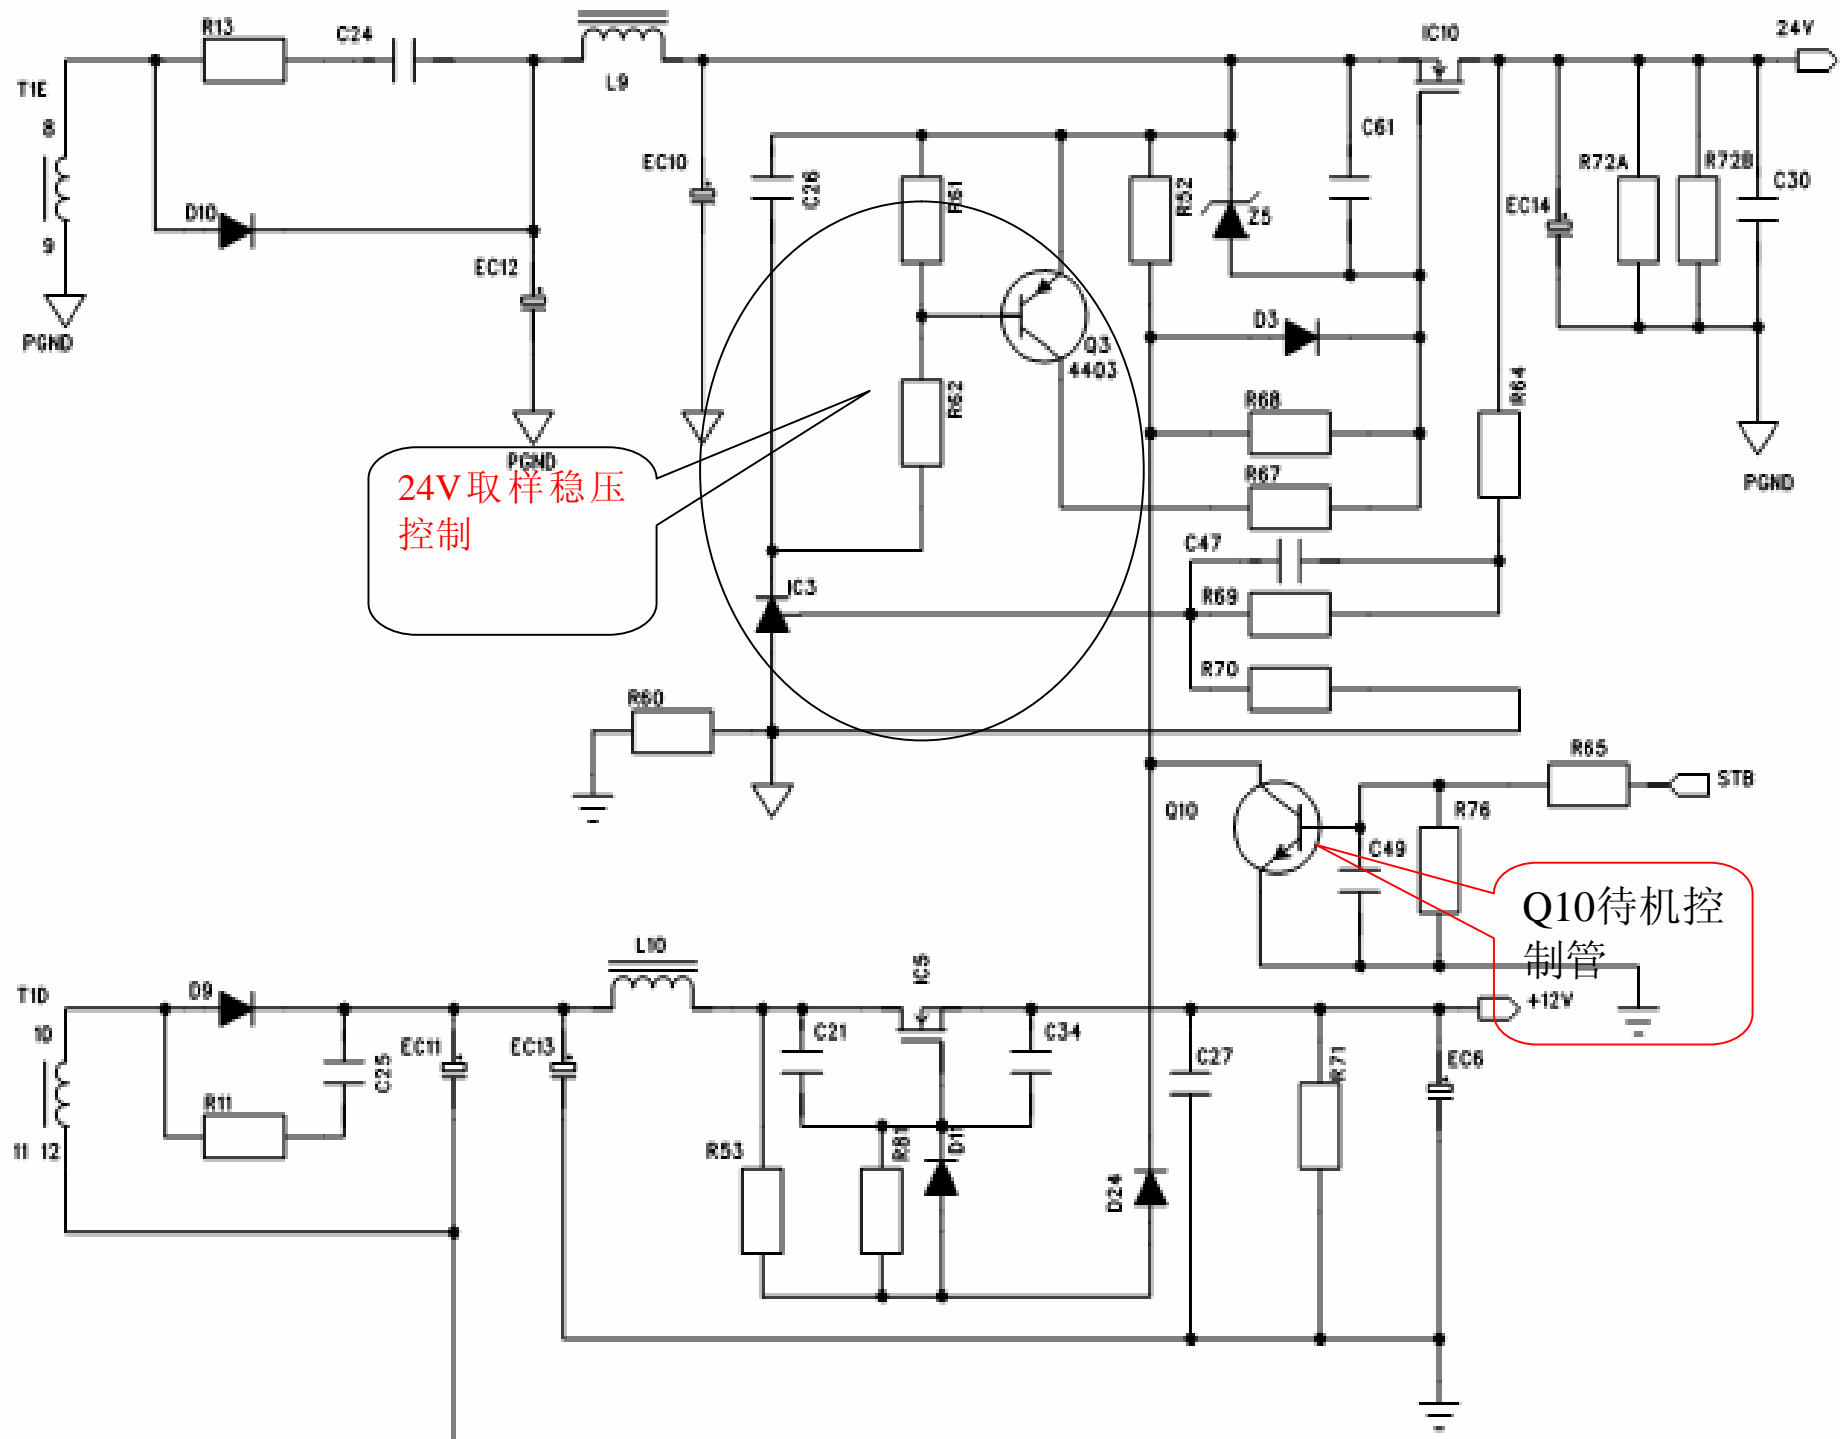 R13
C24
IC10
24V
T1E
L9
8
C61
EC10
R72A
R72B
C26
R61
R52
C30
D10
Z5
EC14
9
EC12
D3
PGND
Q3
4403
R62
R68
R64
PGND
24V取样稳压
控制
R67
PGND
C47
IC3
R69
R70
R60
R65
STB
Q10
R76
C49
Q10待机控
制管
L10
IC5
T1D
D9
+12V
10
C21
C34
EC11
EC13
C25
C27
R71
EC6
R11
11 12
R53
R81
D11
D24